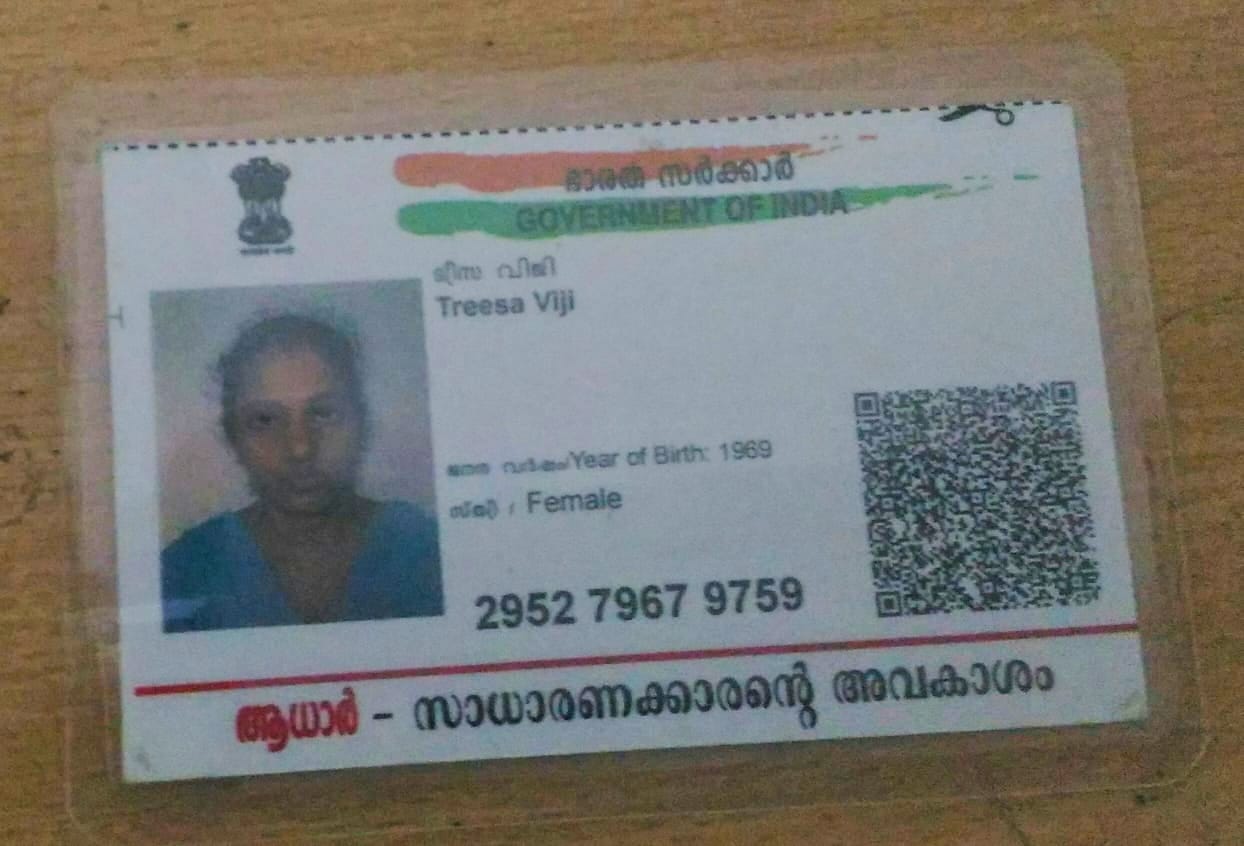 ഭാരത സർക്കാർ
GOVERNMENT OF INDIA
ട്രീസ വിജി
Treesa Viji
ജനന വർഷം/Year of Birth: 1969
സ്ത്രീ / Female
2952 7967 9759
ആധാർ - സാധാരണക്കാരന്റെ അവകാശം